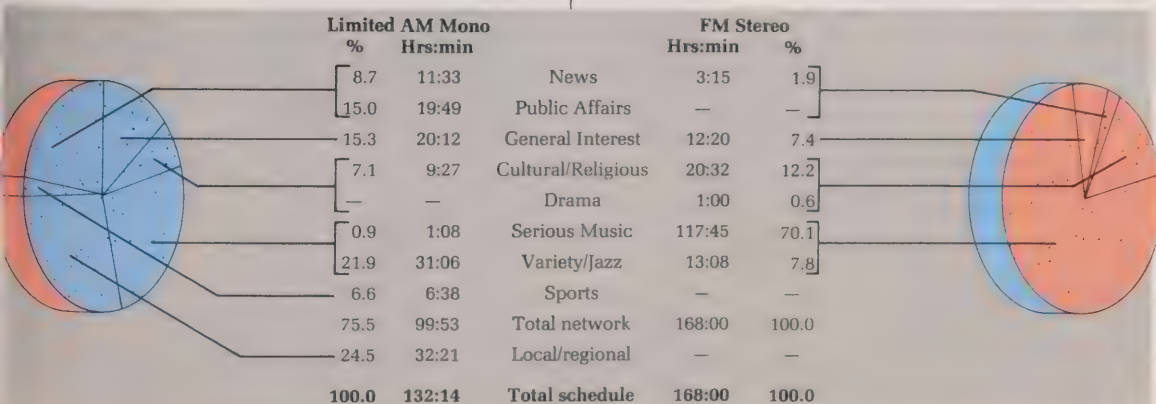 Limited AM Mono FM Stereo
% Hrs:min Hrs:min %
8.7 11:33 News 3:15 1.9
15.0 19:49 Public Affairs — —
15.3 20:12 General Interest 12:20 7.4
7.1 9:27 Cultural/Religious 20:32 12.2
— — Drama 1:00 0.6
0.9 1:08 Serious Music 117:45 70.1
21.9 31:06 Variety/Jazz 13:08 7.8
6.6 6:38 Sports — —
75.5 99:53 Total network 168:00 100.0
24.5 32:21 Local/regional — —
100.0 132:14 Total schedule 168:00 100.0